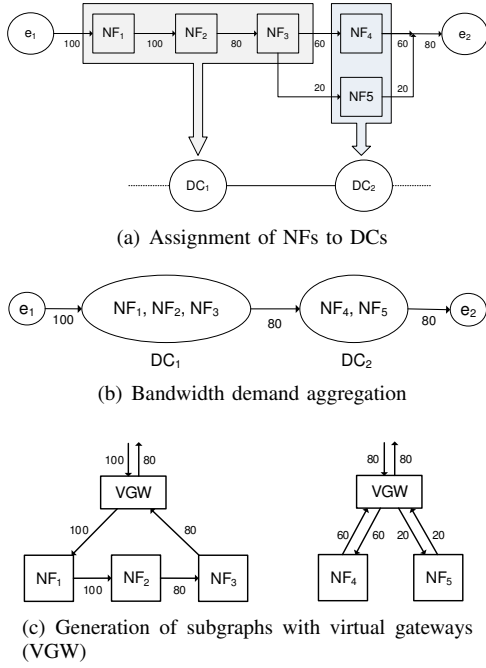 e₁ 100 NF₁ 100 NF₂ 80 NF₃ 60 NF₄ 60 80 e₂
20 NF5 20
DC₁ DC₂
(a) Assignment of NFs to DCs
e₁ 100 NF₁, NF₂, NF₃ 80 NF₄, NF₅ 80 e₂
DC₁ DC₂
(b) Bandwidth demand aggregation
100 80 80 80
VGW VGW
100 80 60 60 20 20
NF₁ 100 NF₂ 80 NF₃ NF₄ NF₅
(c) Generation of subgraphs with virtual gateways
(VGW)